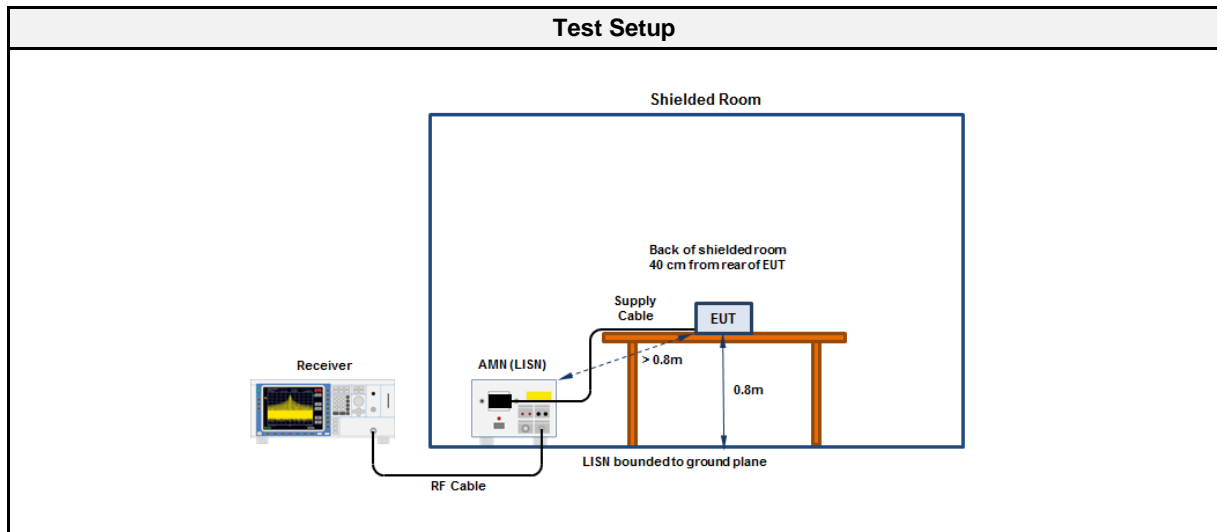 Test Setup
Shielded Room
Back of shielded room
40 cm from rear of EUT
Supply
Cable
EUT
> 0.8m
Receiver
AMN (LISN)
0.8m
LISN bounded to ground plane
RF Cable